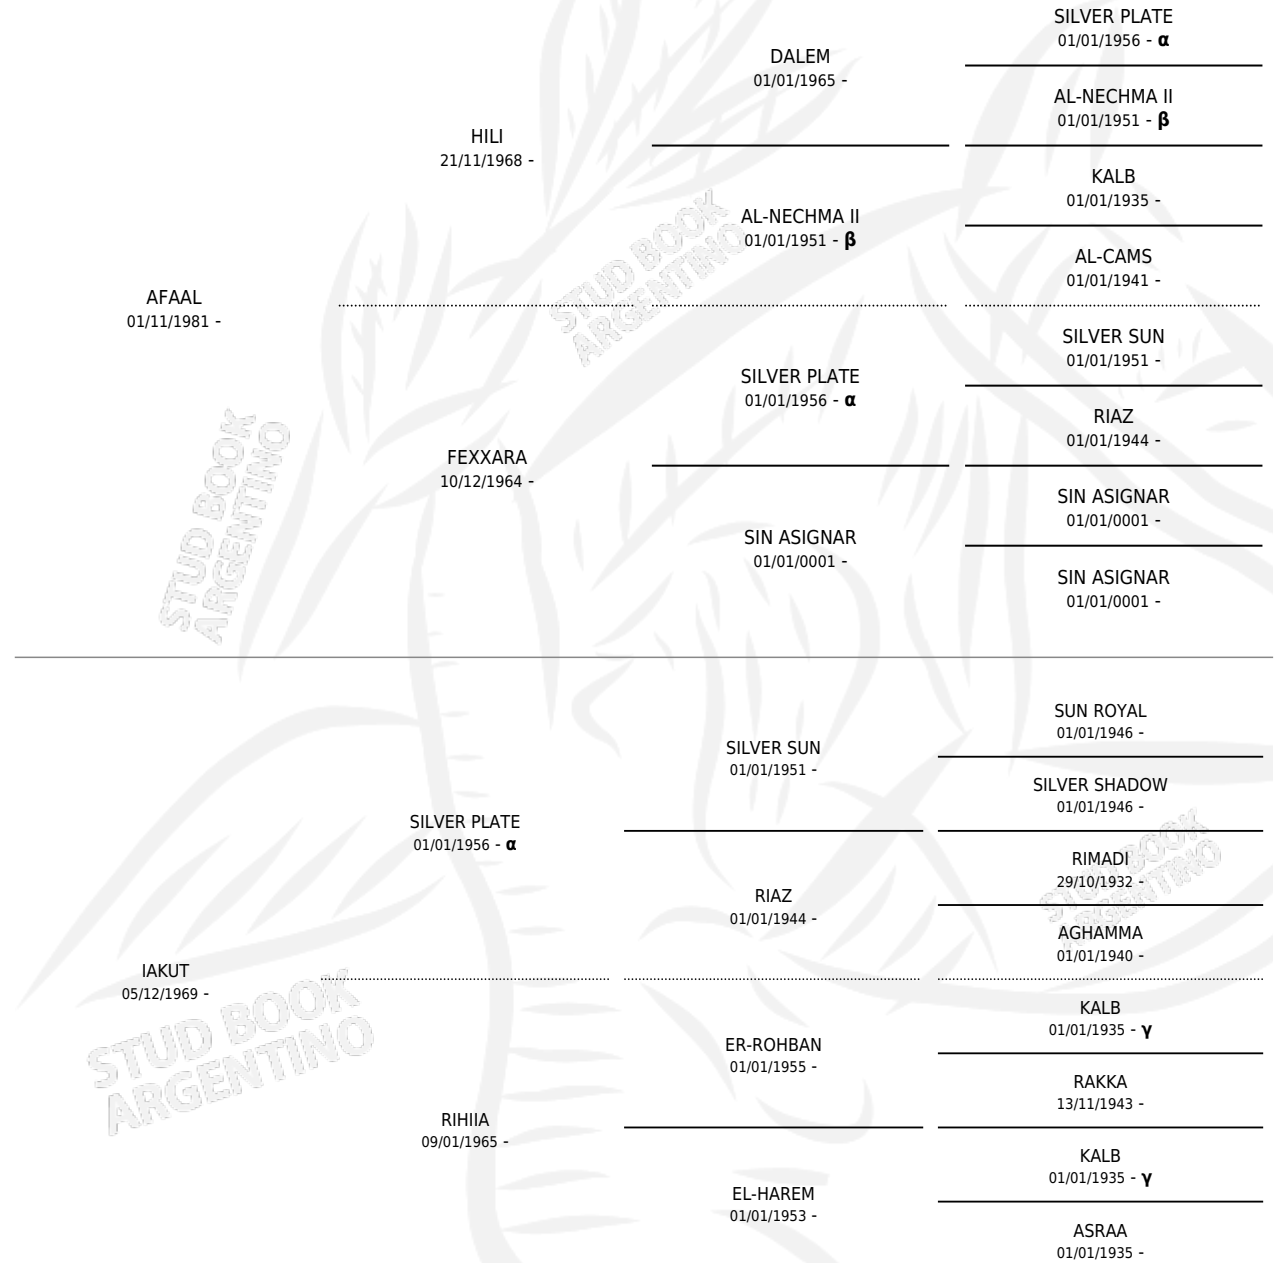 SILVER PLATE
01/01/1956 - α
DALEM
01/01/1965 -
AL-NECHMA II
01/01/1951 - β
HILI
21/11/1968 -
KALB
01/01/1935 -
AL-NECHMA II
01/01/1951 - β
AL-CAMS
01/01/1941 -
AFAAL
01/11/1981 -
SILVER SUN
01/01/1951 -
SILVER PLATE
01/01/1956 - α
RIAZ
01/01/1944 -
FEXXARA
10/12/1964 -
SIN ASIGNAR
01/01/0001 -
SIN ASIGNAR
01/01/0001 -
SIN ASIGNAR
01/01/0001 -
STUD BOOK
ARGENTINO
STUD BOOK
ARGENTINO
SUN ROYAL
01/01/1946 -
SILVER SUN
01/01/1951 -
SILVER SHADOW
01/01/1946 -
SILVER PLATE
01/01/1956 - α
RIMADI
29/10/1932 -
RIAZ
01/01/1944 -
AGHAMMA
01/01/1940 -
IAKUT
05/12/1969 -
KALB
01/01/1935 - γ
ER-ROHBAN
01/01/1955 -
RAKKA
13/11/1943 -
RIHIIA
09/01/1965 -
KALB
01/01/1935 - γ
EL-HAREM
01/01/1953 -
ASRAA
01/01/1935 -
STUD BOOK
ARGENTINO
STUD BOOK
ARGENTINO